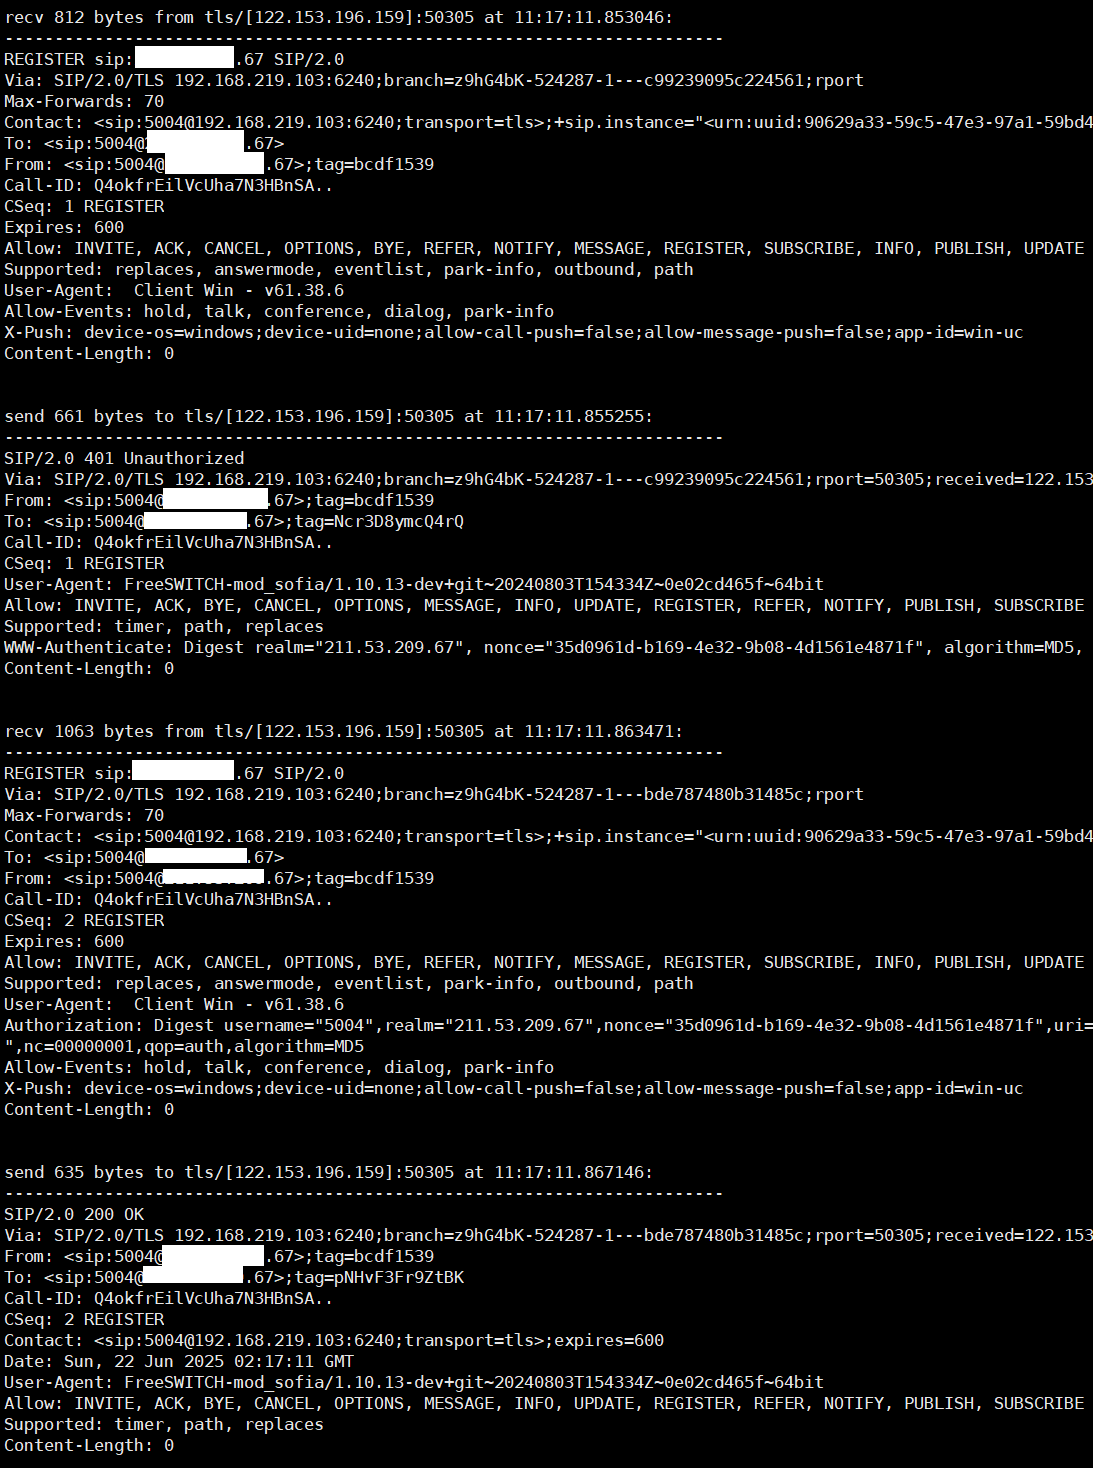 recv 812 bytes from tls/[122.153.196.159]:50305 at 11:17:11.853046:
------------------------------------------------------------------------
REGISTER sip:.67 SIP/2.0
Via: SIP/2.0/TLS 192.168.219.103:6240;branch=z9hG4bK-524287-1---c99239095c224561;rport
Max-Forwards: 70
Contact: <sip:5004@192.168.219.103:6240;transport=tls>;+sip.instance="<urn:uuid:90629a33-59c5-47e3-97a1-59bd4
To: <sip:5004@.67>
From: <sip:5004@.67>;tag=bcdf1539
Call-ID: Q4okfrEilVcUha7N3HBnSA..
CSeq: 1 REGISTER
Expires: 600
Allow: INVITE, ACK, CANCEL, OPTIONS, BYE, REFER, NOTIFY, MESSAGE, REGISTER, SUBSCRIBE, INFO, PUBLISH, UPDATE
Supported: replaces, answermode, eventlist, park-info, outbound, path
User-Agent:  Client Win - v61.38.6
Allow-Events: hold, talk, conference, dialog, park-info
X-Push: device-os=windows;device-uid=none;allow-call-push=false;allow-message-push=false;app-id=win-uc
Content-Length: 0
send 661 bytes to tls/[122.153.196.159]:50305 at 11:17:11.855255:
------------------------------------------------------------------------
SIP/2.0 401 Unauthorized
Via: SIP/2.0/TLS 192.168.219.103:6240;branch=z9hG4bK-524287-1---c99239095c224561;rport=50305;received=122.153
From: <sip:5004@.67>;tag=bcdf1539
To: <sip:5004@.67>;tag=Ncr3D8ymcQ4rQ
Call-ID: Q4okfrEilVcUha7N3HBnSA..
CSeq: 1 REGISTER
User-Agent: FreeSWITCH-mod_sofia/1.10.13-dev+git~20240803T154334Z~0e02cd465f~64bit
Allow: INVITE, ACK, BYE, CANCEL, OPTIONS, MESSAGE, INFO, UPDATE, REGISTER, REFER, NOTIFY, PUBLISH, SUBSCRIBE
Supported: timer, path, replaces
WWW-Authenticate: Digest realm="211.53.209.67", nonce="35d0961d-b169-4e32-9b08-4d1561e4871f", algorithm=MD5,
Content-Length: 0
recv 1063 bytes from tls/[122.153.196.159]:50305 at 11:17:11.863471:
------------------------------------------------------------------------
REGISTER sip:.67 SIP/2.0
Via: SIP/2.0/TLS 192.168.219.103:6240;branch=z9hG4bK-524287-1---bde787480b31485c;rport
Max-Forwards: 70
Contact: <sip:5004@192.168.219.103:6240;transport=tls>;+sip.instance="<urn:uuid:90629a33-59c5-47e3-97a1-59bd4
To: <sip:5004@.67>
From: <sip:5004@.67>;tag=bcdf1539
Call-ID: Q4okfrEilVcUha7N3HBnSA..
CSeq: 2 REGISTER
Expires: 600
Allow: INVITE, ACK, CANCEL, OPTIONS, BYE, REFER, NOTIFY, MESSAGE, REGISTER, SUBSCRIBE, INFO, PUBLISH, UPDATE
Supported: replaces, answermode, eventlist, park-info, outbound, path
User-Agent:  Client Win - v61.38.6
Authorization: Digest username="5004",realm="211.53.209.67",nonce="35d0961d-b169-4e32-9b08-4d1561e4871f",uri=
",nc=00000001,qop=auth,algorithm=MD5
Allow-Events: hold, talk, conference, dialog, park-info
X-Push: device-os=windows;device-uid=none;allow-call-push=false;allow-message-push=false;app-id=win-uc
Content-Length: 0
send 635 bytes to tls/[122.153.196.159]:50305 at 11:17:11.867146:
------------------------------------------------------------------------
SIP/2.0 200 OK
Via: SIP/2.0/TLS 192.168.219.103:6240;branch=z9hG4bK-524287-1---bde787480b31485c;rport=50305;received=122.153
From: <sip:5004@.67>;tag=bcdf1539
To: <sip:5004@.67>;tag=pNHvF3Fr9ZtBK
Call-ID: Q4okfrEilVcUha7N3HBnSA..
CSeq: 2 REGISTER
Contact: <sip:5004@192.168.219.103:6240;transport=tls>;expires=600
Date: Sun, 22 Jun 2025 02:17:11 GMT
User-Agent: FreeSWITCH-mod_sofia/1.10.13-dev+git~20240803T154334Z~0e02cd465f~64bit
Allow: INVITE, ACK, BYE, CANCEL, OPTIONS, MESSAGE, INFO, UPDATE, REGISTER, REFER, NOTIFY, PUBLISH, SUBSCRIBE
Supported: timer, path, replaces
Content-Length: 0